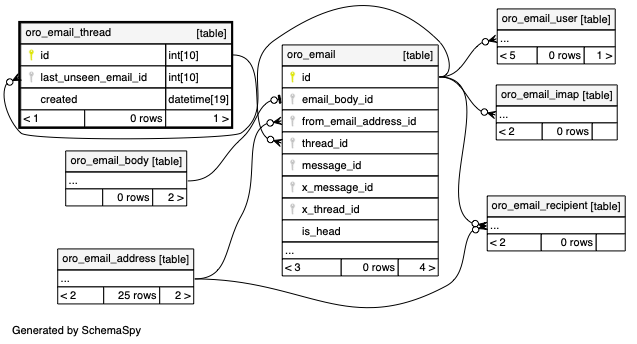 oro_email_thread [table]
id int[10]
last_unseen_email_id int[10]
created datetime[19]
< 1 0 rows 1 >
oro_email_body [table]
...
0 rows 2 >
oro_email_address [table]
...
< 2 25 rows 2 >
oro_email [table]
id
email_body_id
from_email_address_id
thread_id
message_id
x_message_id
x_thread_id
is_head
...
< 3 0 rows 4 >
oro_email_user [table]
...
< 5 0 rows 1 >
oro_email_imap [table]
...
< 2 0 rows
oro_email_recipient [table]
...
< 2 0 rows
Generated by SchemaSpy